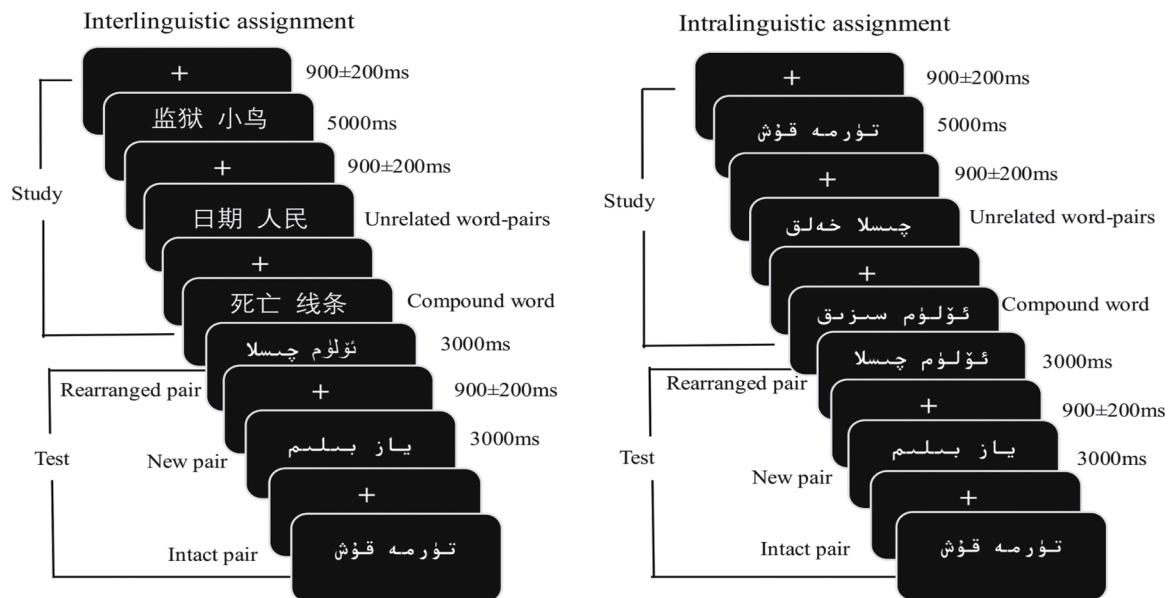 Interlinguistic assignment
+
900±200ms
监狱 小鸟
5000ms
+
900±200ms
Study
日期 人民
Unrelated word-pairs
+
死亡 线条
Compound word
ئۆلۈم چىسلا
3000ms
Rearranged pair
+
900±200ms
Test
ياز بىلىم
3000ms
New pair
+
Intact pair
تۈرمە قۇش
Intralinguistic assignment
+
900±200ms
تۈرمە قۇش
5000ms
+
900±200ms
Study
چىسلا خەلق
Unrelated word-pairs
+
Compound word
ئۆلۈم سىزىق
ئۆلۈم چىسلا
3000ms
Rearranged pair
+
900±200ms
Test
ياز بىلىم
3000ms
New pair
+
Intact pair
تۈرمە قۇش